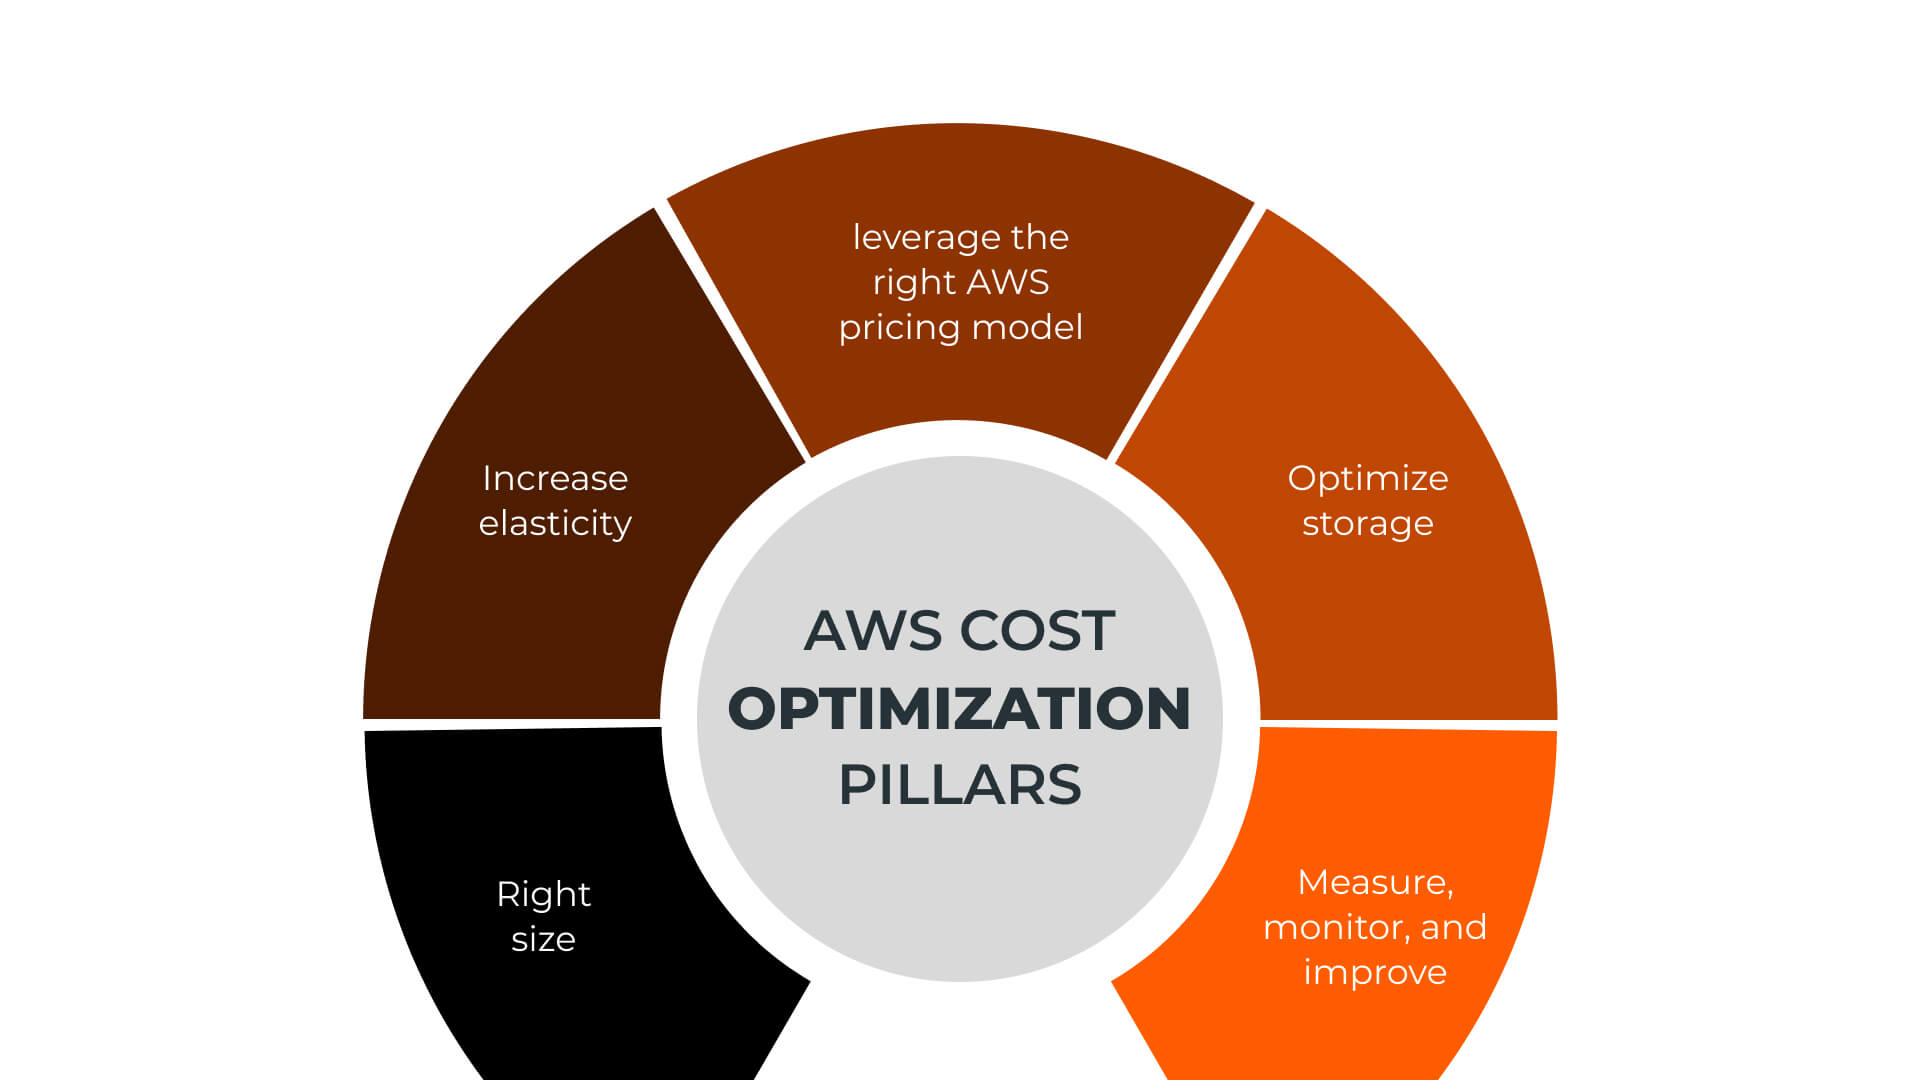 leverage the
right AWS
pricing model
Increase
elasticity
Optimize
storage
AWS COST
OPTIMIZATION
PILLARS
Right
size
Measure,
monitor, and
improve